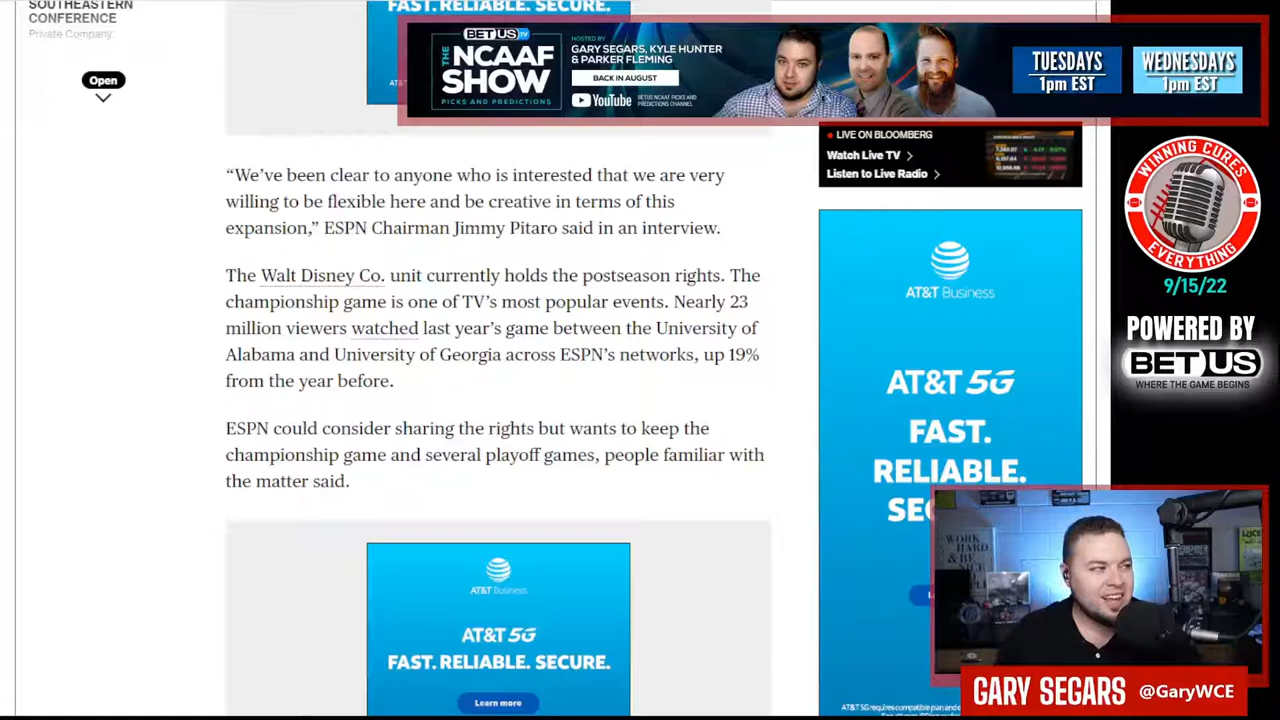 SOUTHEASTERN
CONFERENCE
Private Company
Open
RELIABLE. SECURE.
BETUS TV
THE NCAAF SHOW
PICKS AND PREDICTIONS
HOSTED BY
GARY SEGARS, KYLE HUNTER
& PARKER FLEMING
BACK IN AUGUST
YouTube
BETUS NCAAF PICKS AND
PREDICTIONS CHANNEL
TUESDAYS
1pm EST
WEDNESDAYS
1pm EST
LIVE ON BLOOMBERG
Watch Live TV
Listen to Live Radio
“We’ve been clear to anyone who is interested that we are very
willing to be flexible here and be creative in terms of this
expansion,” ESPN Chairman Jimmy Pitaro said in an interview.
The Walt Disney Co. unit currently holds the postseason rights. The
championship game is one of TV’s most popular events. Nearly 23
million viewers watched last year’s game between the University of
Alabama and University of Georgia across ESPN’s networks, up 19%
from the year before.
ESPN could consider sharing the rights but wants to keep the
championship game and several playoff games, people familiar with
the matter said.
AT&T Business
AT&T 5G
FAST. RELIABLE. SECURE.
Learn more
AT&T Business
AT&T 5G
FAST.
RELIABLE.
SE
WINNING CURES
EVERYTHING
9/15/22
POWERED BY
BETUS
WHERE THE GAME BEGINS
WORK
HARD
& BE
GARY SEGARS @GaryWCE